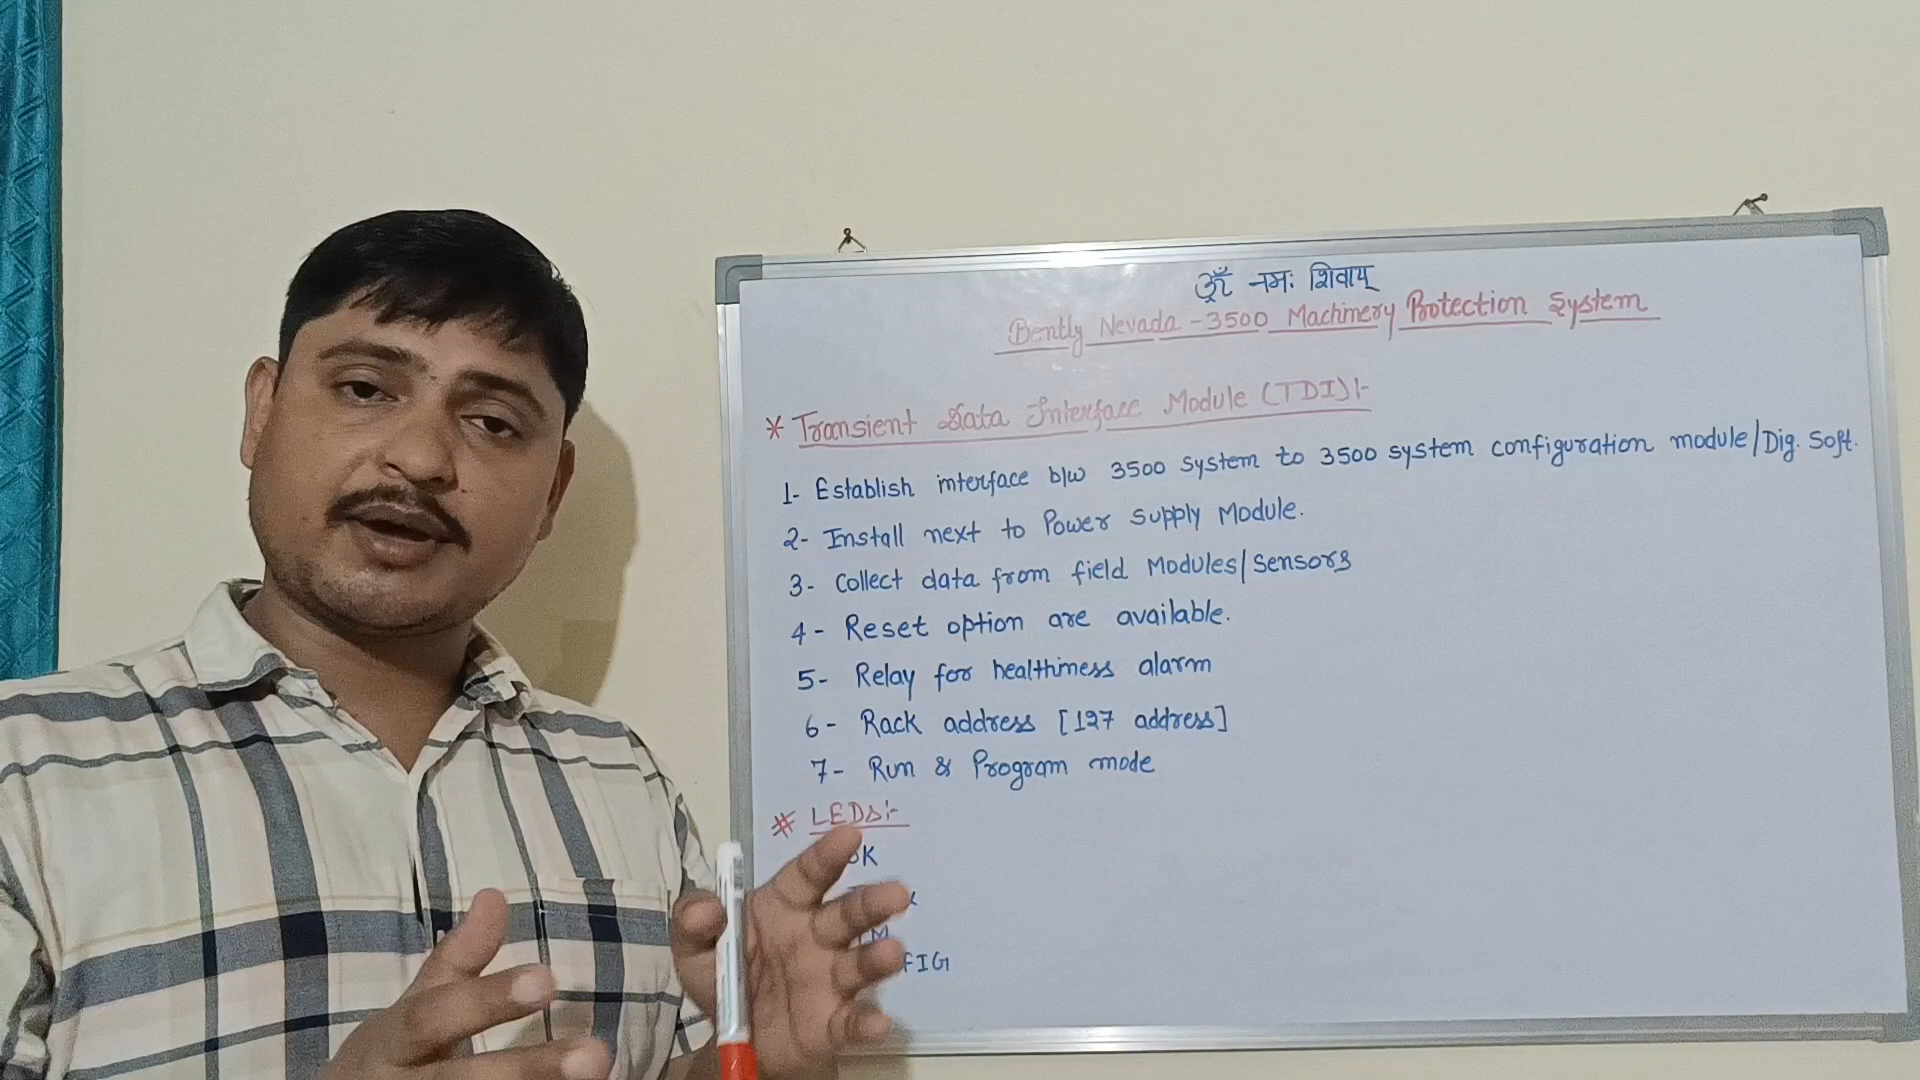 ॐ नमः शिवाय्
Bently Nevada - 3500 Machinery Protection System
* Transient Data Interface Module (TDI):-
1- Establish interface b/w 3500 system to 3500 system configuration module/Dig. Soft.
2- Install next to Power supply Module.
3- Collect data from field Modules/Sensors
4- Reset option are available.
5- Relay for healthiness alarm
6- Rack address [127 address]
7- Run & Program mode
# LEDs:-
OK
TM
FIG